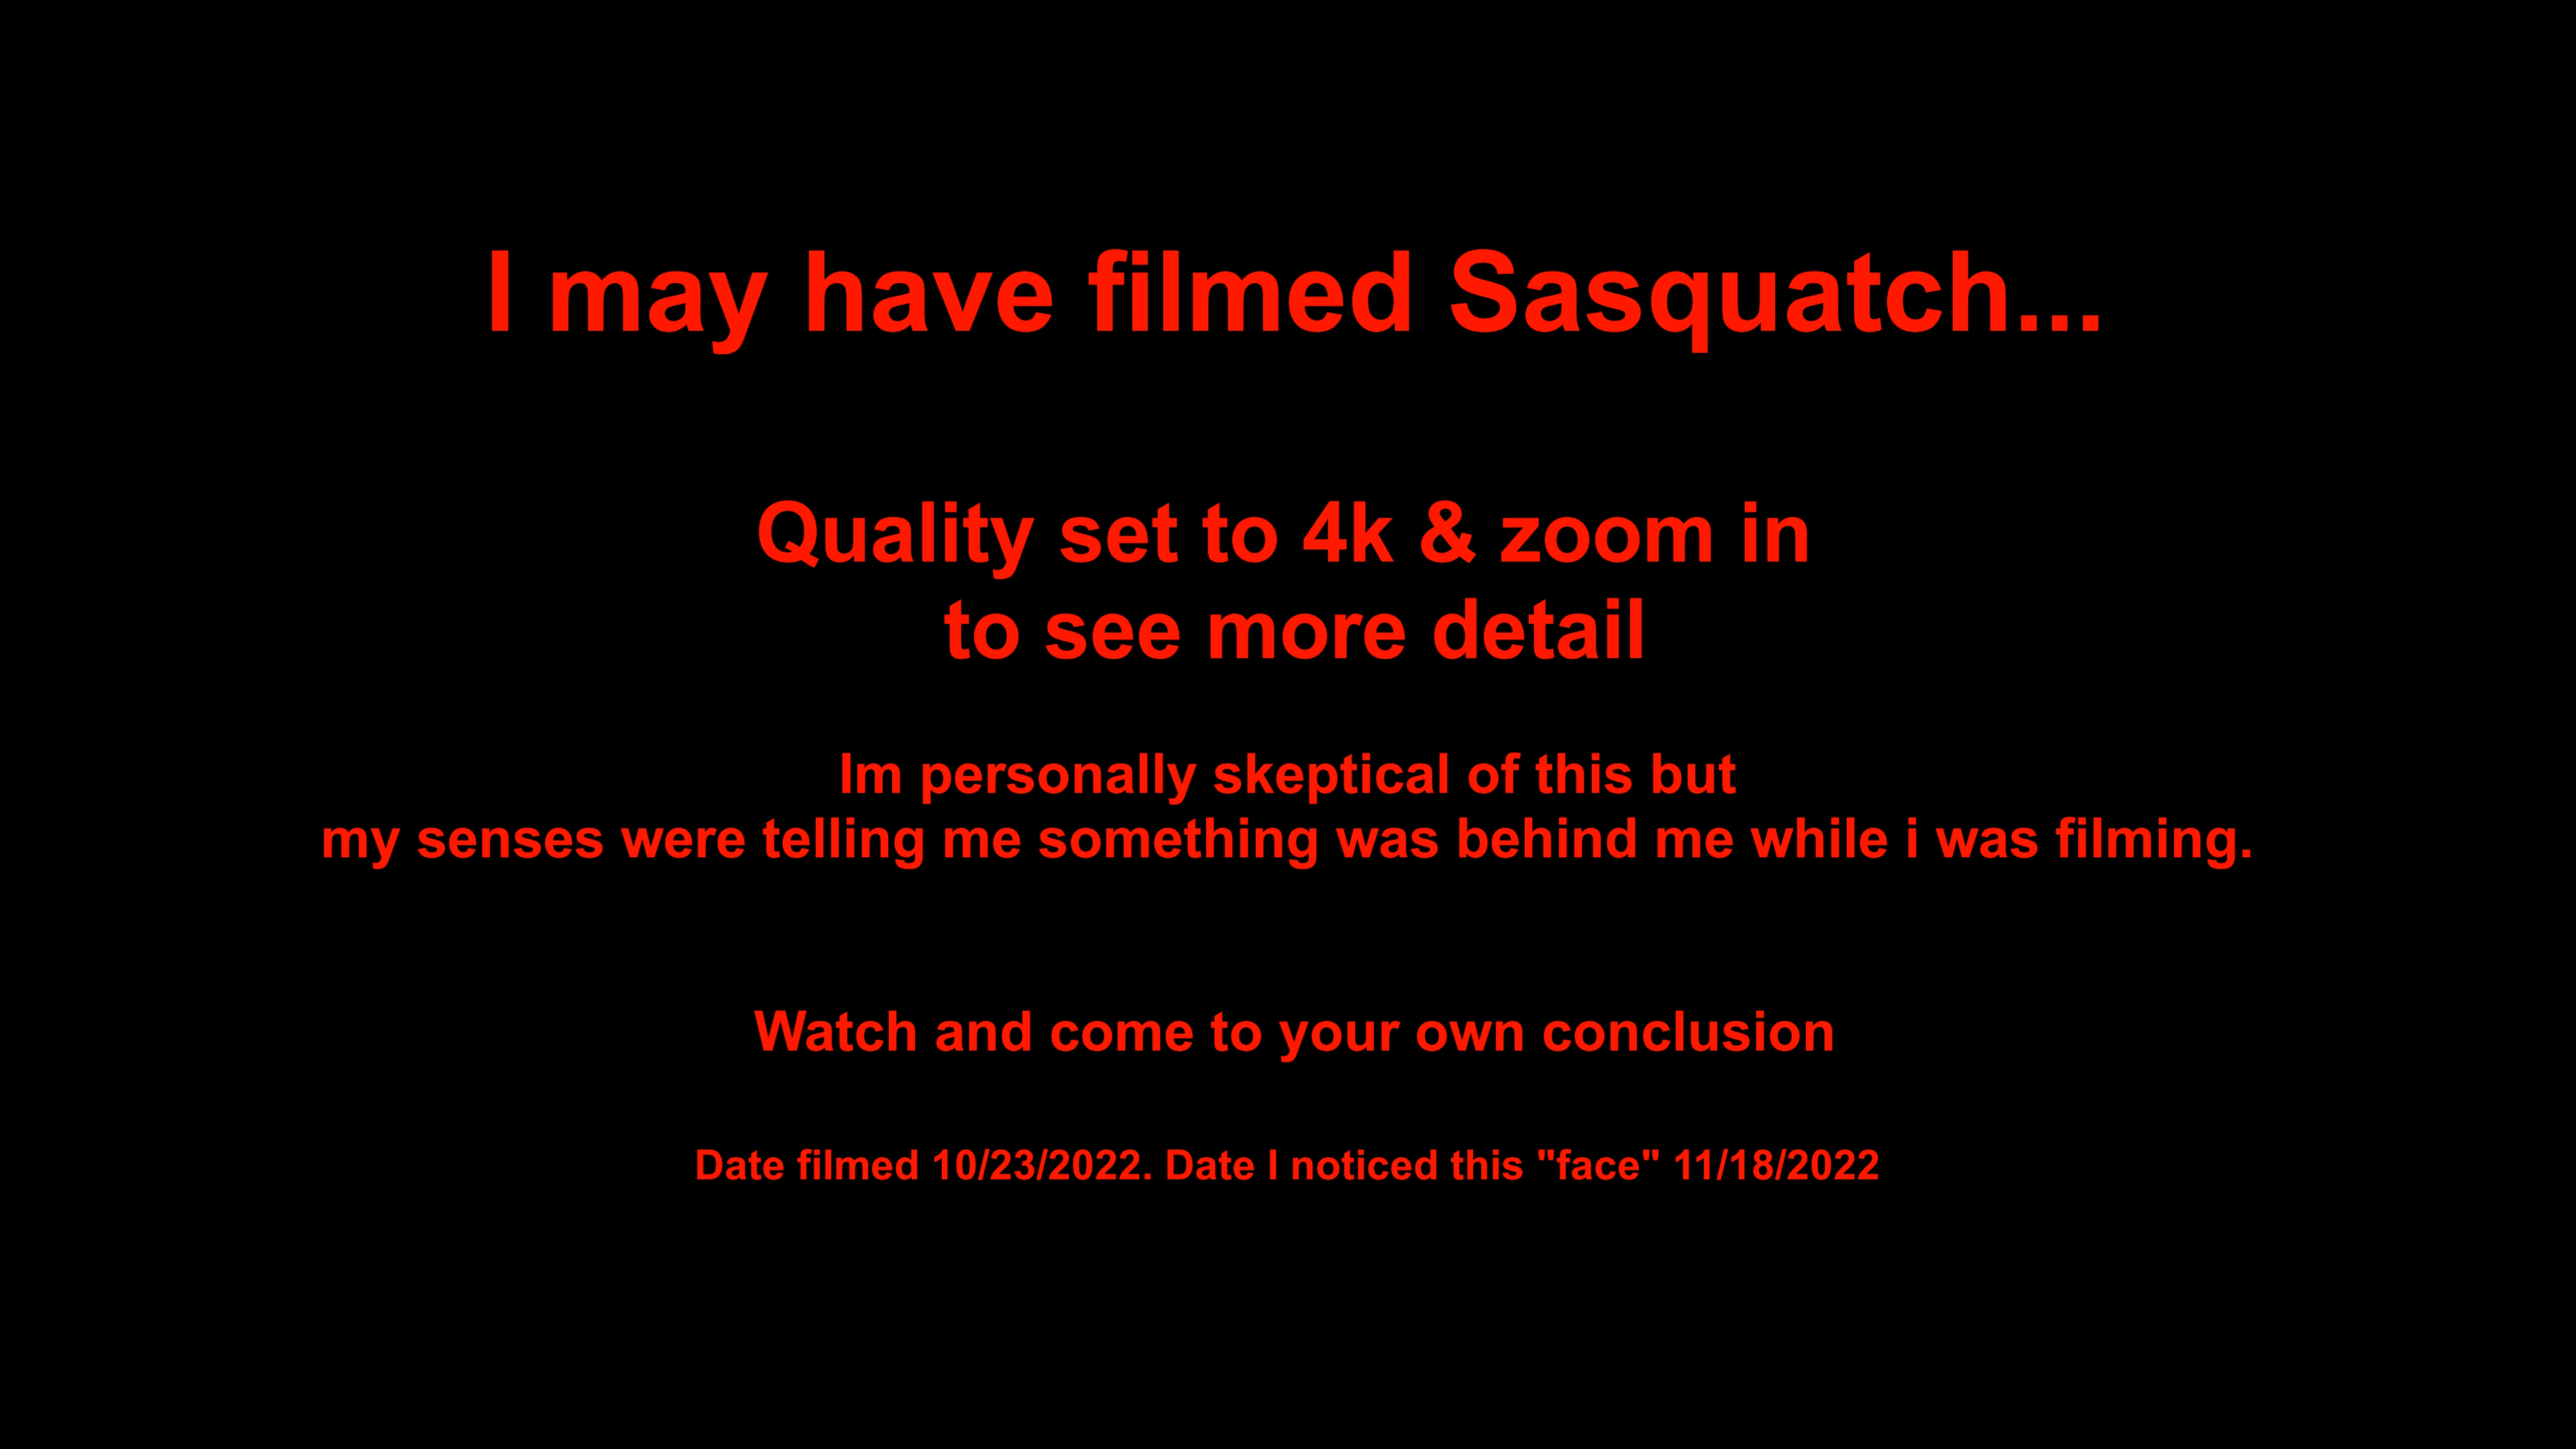 I may have filmed Sasquatch...
Quality set to 4k & zoom in
to see more detail
Im personally skeptical of this but
my senses were telling me something was behind me while i was filming.
Watch and come to your own conclusion
Date filmed 10/23/2022. Date I noticed this "face" 11/18/2022